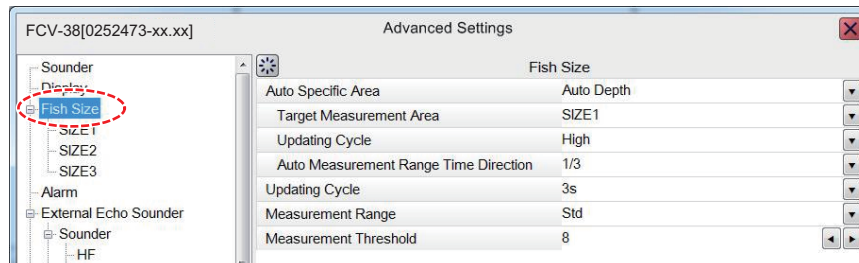 FCV-38[0252473-xx.xx]
Advanced Settings
Sounder
Display
Fish Size
SIZE1
SIZE2
SIZE3
Alarm
External Echo Sounder
Sounder
HF
Fish Size
Auto Specific Area Auto Depth
Target Measurement Area SIZE1
Updating Cycle High
Auto Measurement Range Time Direction 1/3
Updating Cycle 3s
Measurement Range Std
Measurement Threshold 8